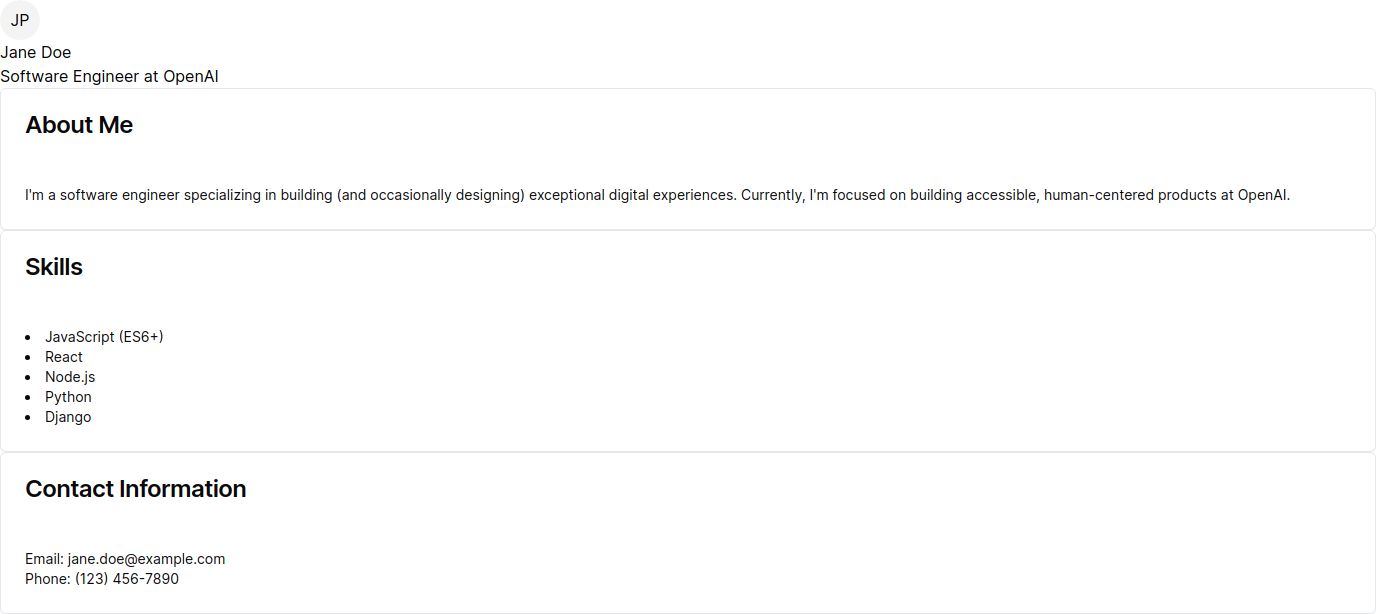 JP
Jane Doe
Software Engineer at OpenAI
About Me
I'm a software engineer specializing in building (and occasionally designing) exceptional digital experiences. Currently, I'm focused on building accessible, human-centered products at OpenAI.
Skills
• JavaScript (ES6+)
• React
• Node.js
• Python
• Django
Contact Information
Email: jane.doe@example.com
Phone: (123) 456-7890